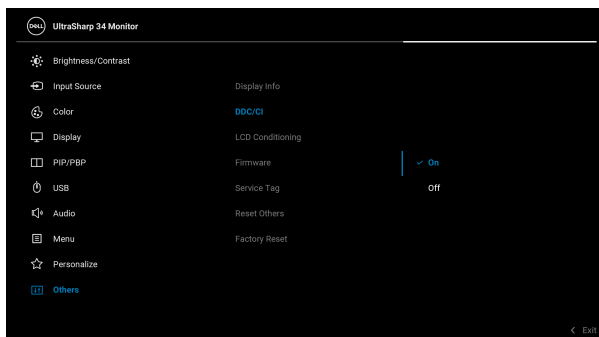 DELL UltraSharp 34 Monitor
Brightness/Contrast
Input Source
Color
Display
PIP/PBP
USB
Audio
Menu
Personalize
Others
Display Info
DDC/CI
LCD Conditioning
Firmware
Service Tag
Reset Others
Factory Reset
On
Off
Exit